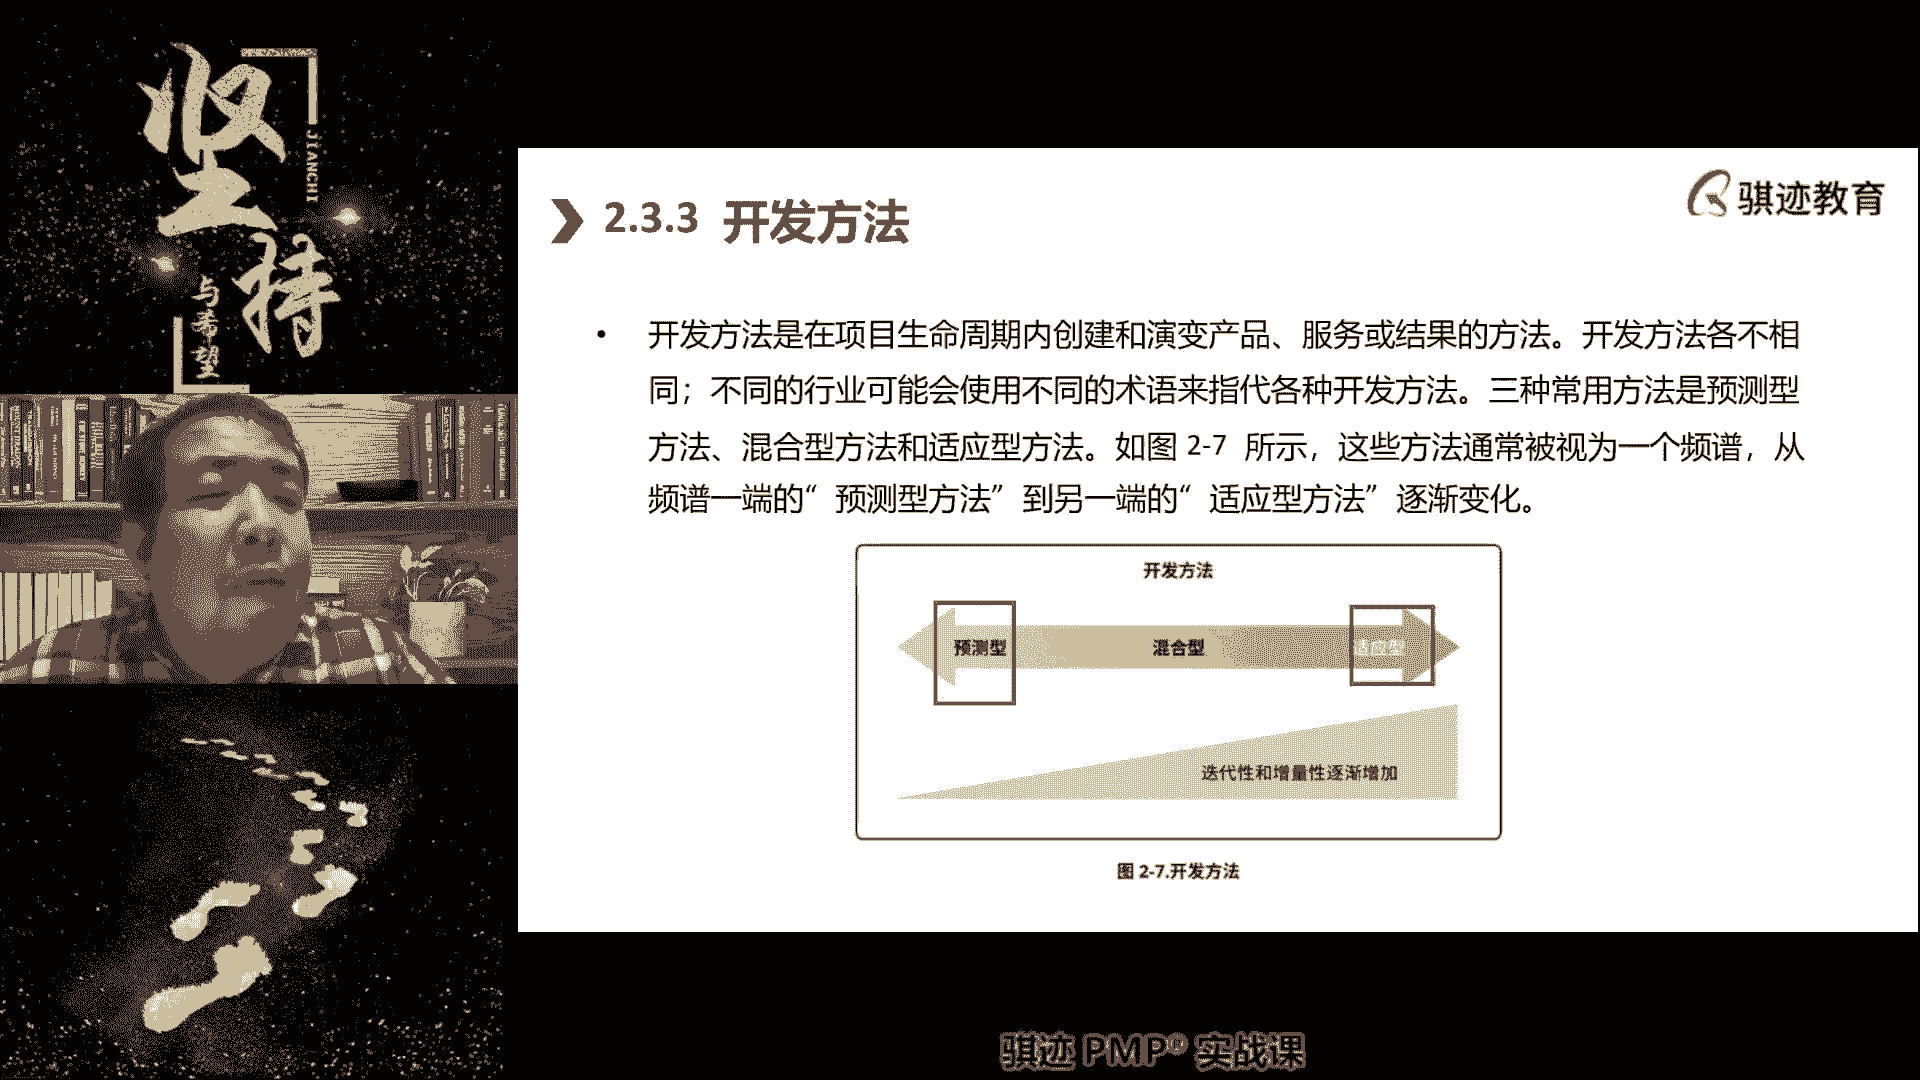 坚持
JIANCHI
与希望
骐迹教育
2.3.3 开发方法
• 开发方法是在项目生命周期内创建和演变产品、服务或结果的方法。开发方法各不相
同；不同的行业可能会使用不同的术语来指代各种开发方法。三种常用方法是预测型
方法、混合型方法和适应型方法。如图 2-7 所示，这些方法通常被视为一个频谱，从
频谱一端的“预测型方法”到另一端的“适应型方法”逐渐变化。
开发方法
预测型 混合型 适应型
迭代性和增量性逐渐增加
图 2-7.开发方法
骐迹 PMP® 实战课